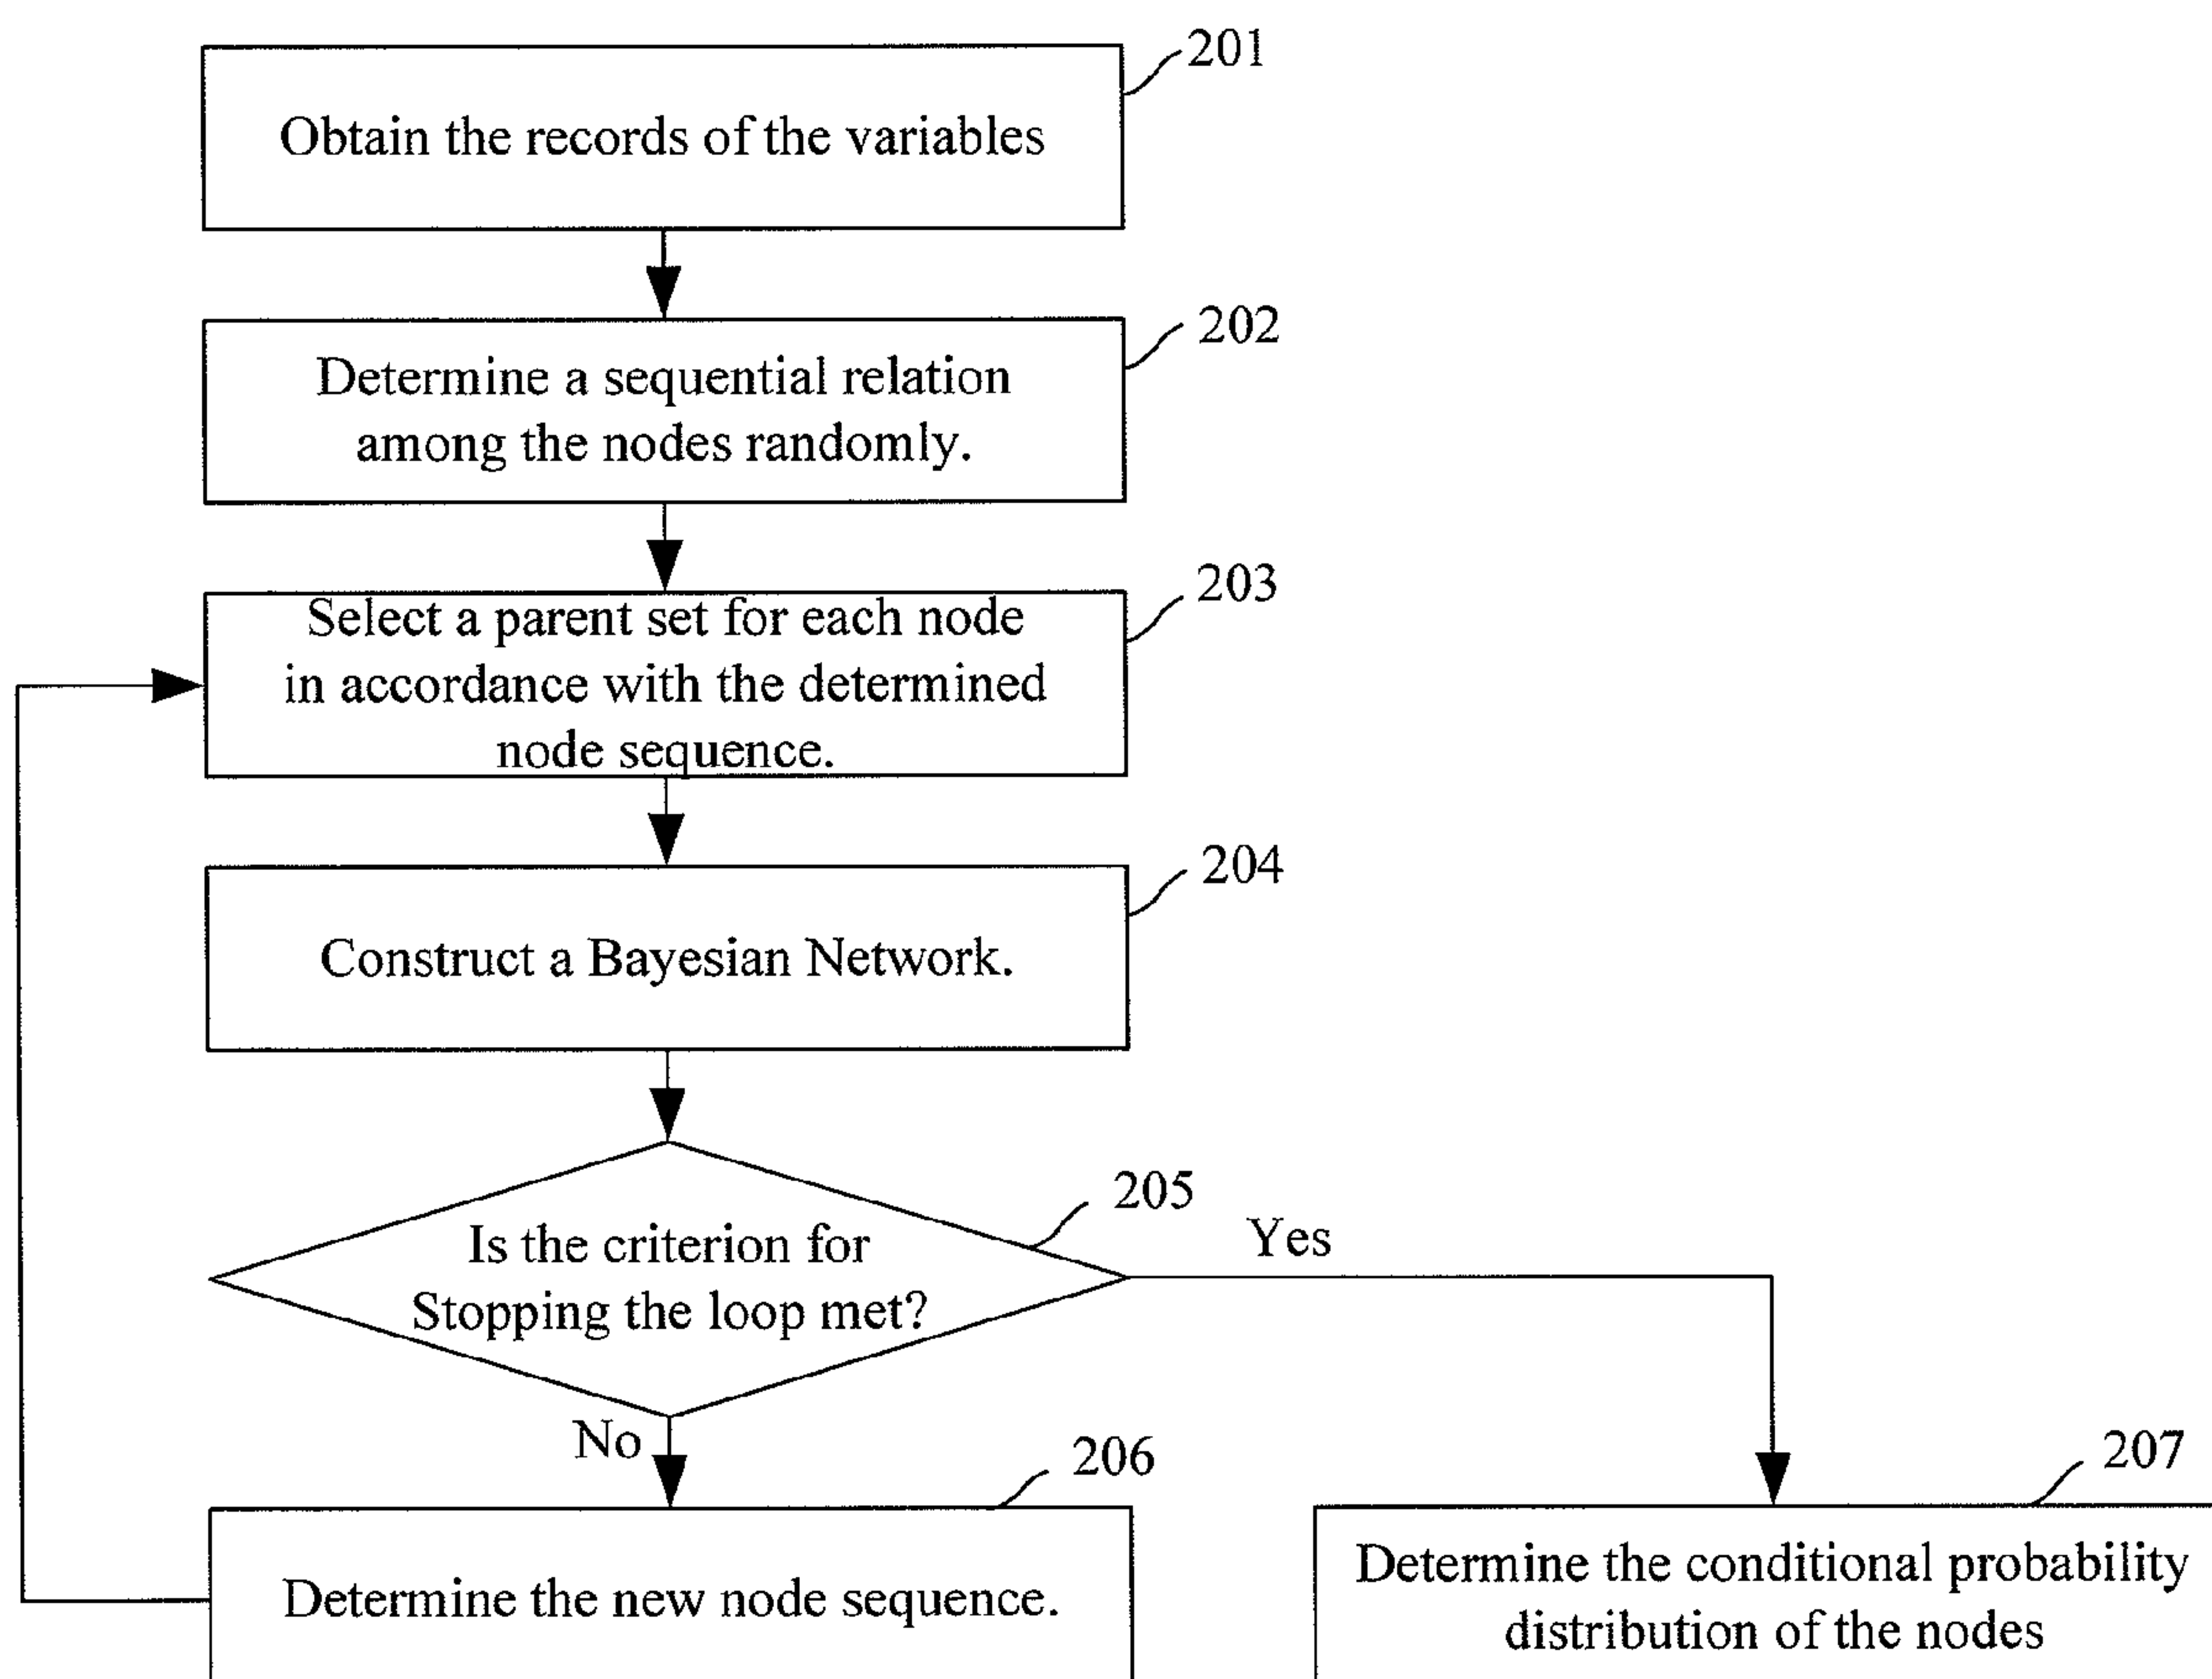 201
Obtain the records of the variables
202
Determine a sequential relation
among the nodes randomly.
203
Select a parent set for each node
in accordance with the determined
node sequence.
204
Construct a Bayesian Network.
205
Is the criterion for
Stopping the loop met?
Yes
No
206
Determine the new node sequence.
207
Determine the conditional probability
distribution of the nodes